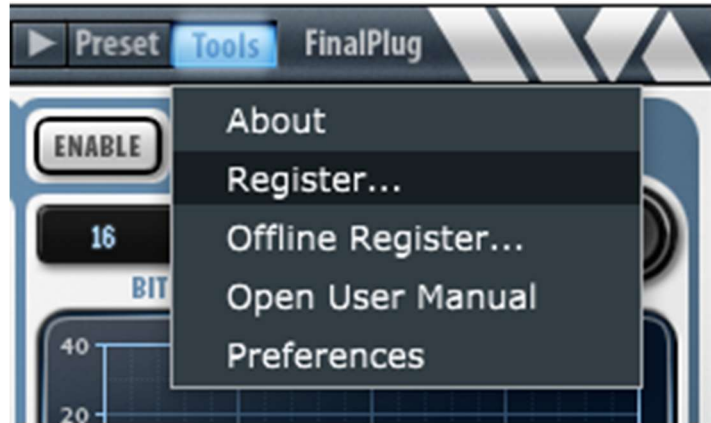 Preset Tools FinalPlug
About
ENABLE
Register...
16
Offline Register...
BIT
Open User Manual
40
Preferences
20